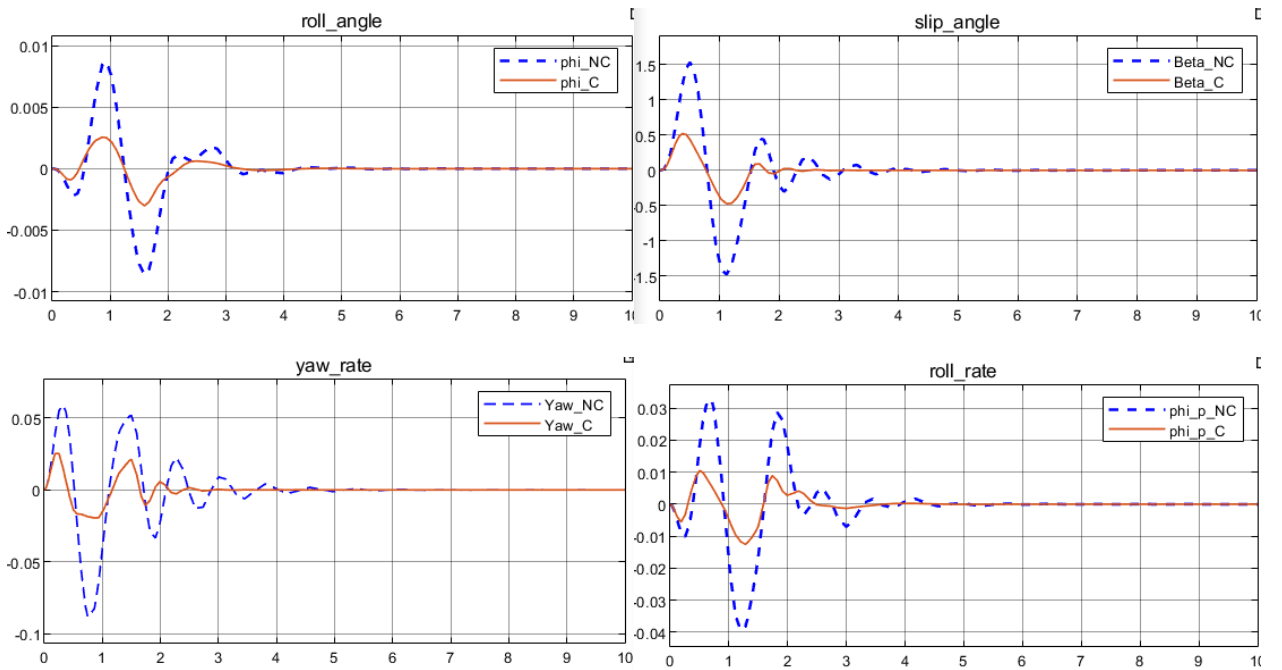 roll_angle
0.01
0.005
0
-0.005
-0.01
phi_NC
phi_C
0 1 2 3 4 5 6 7 8 9 10
slip_angle
1.5
1
0.5
0
-0.5
-1
-1.5
Beta_NC
Beta_C
0 1 2 3 4 5 6 7 8 9 10
yaw_rate
0.05
0
-0.05
-0.1
Yaw_NC
Yaw_C
0 1 2 3 4 5 6 7 8 9 10
roll_rate
0.03
0.02
0.01
0
-0.01
-0.02
-0.03
-0.04
phi_p_NC
phi_p_C
0 1 2 3 4 5 6 7 8 9 10